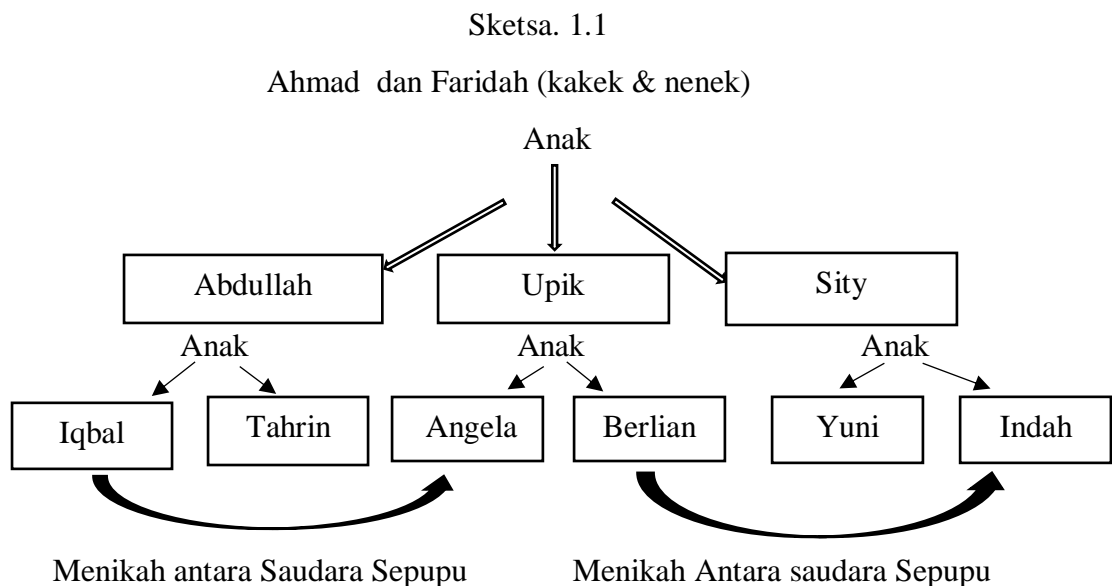 Sketsa. 1.1
Ahmad dan Faridah (kakek & nenek)
Anak
Abdullah Upik Sity
Anak Anak Anak
Iqbal Tahrin Angela Berlian Yuni Indah
Menikah antara Saudara Sepupu Menikah Antara saudara Sepupu